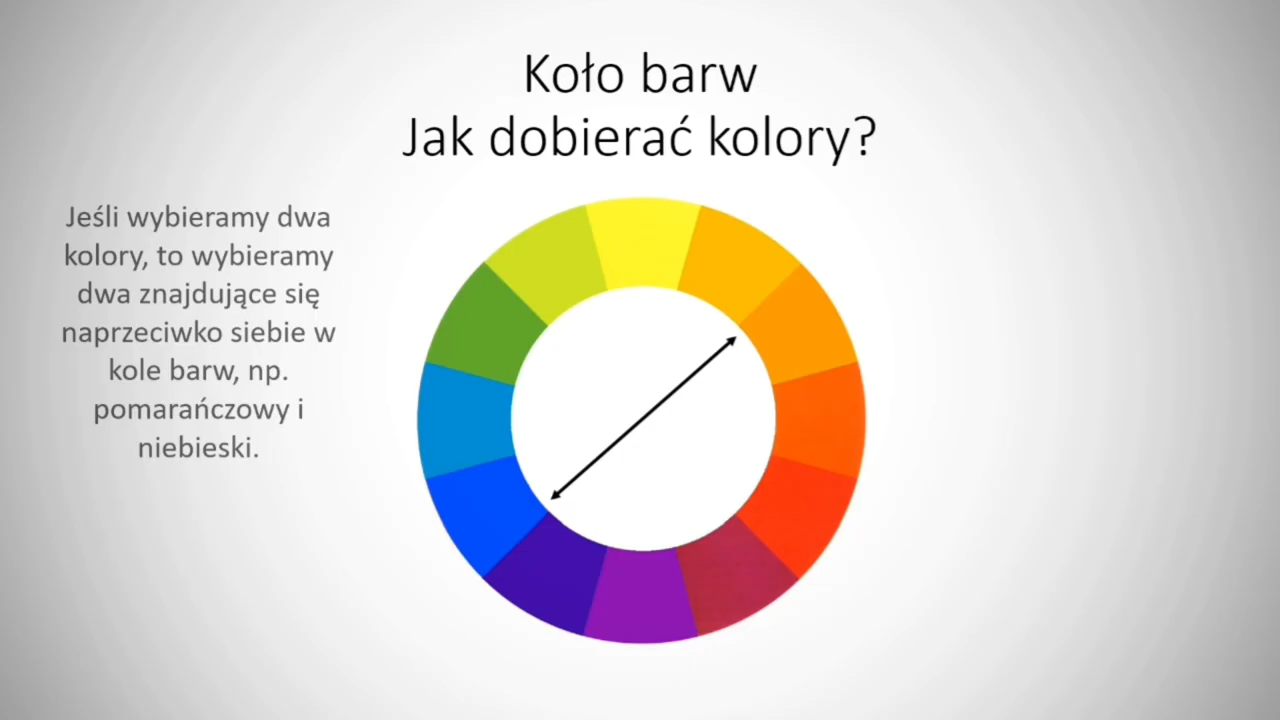 Koło barw
Jak dobierać kolory?
Jeśli wybieramy dwa
kolory, to wybieramy
dwa znajdujące się
naprzeciwko siebie w
kole barw, np.
pomarańczowy i
niebieski.